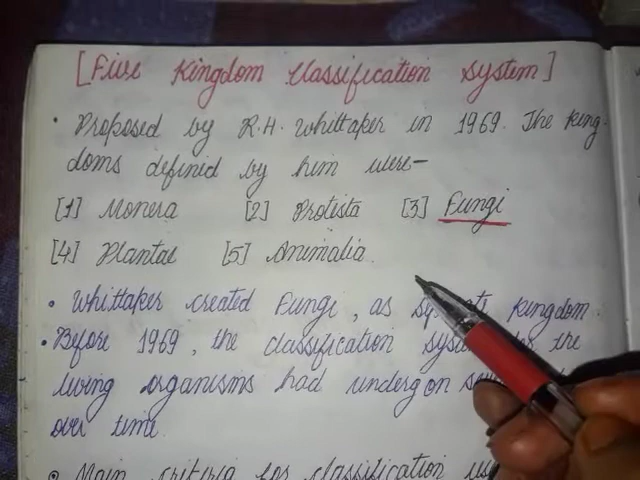 [Five Kingdom Classification System]
• Proposed by R.H. Whittaker in 1969. The king-
doms defined by him were-
[1] Monera [2] Protista [3] Fungi
[4] Plantae [5] Animalia.
• Whittaker created Fungi, as kingdom.
• Before 1969, the classification the
living organisms had undergon
over time.
• Main criteria for classification